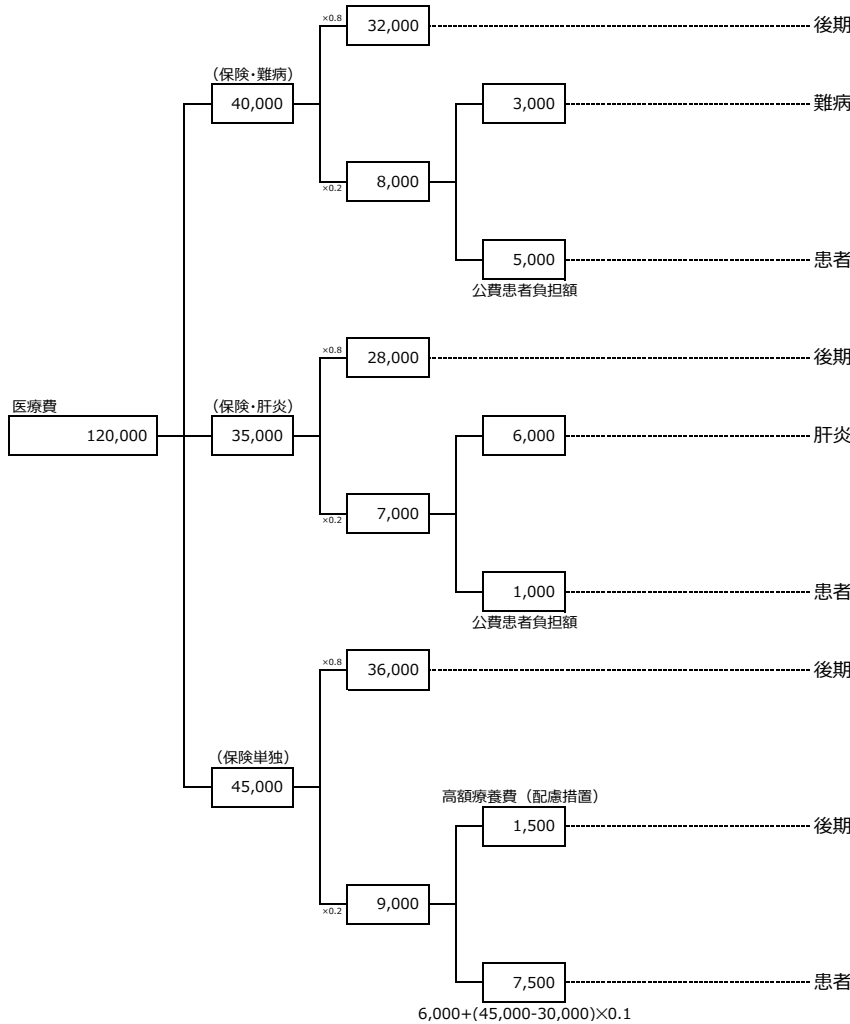 ×0.8
32,000
後期
(保険・難病)
40,000
3,000
難病
×0.2
8,000
5,000
患者
公費患者負担額
×0.8
28,000
後期
医療費
120,000
(保険・肝炎)
35,000
6,000
肝炎
×0.2
7,000
1,000
患者
公費患者負担額
×0.8
36,000
後期
(保険単独)
45,000
高額療養費(配慮措置)
1,500
後期
×0.2
9,000
7,500
患者
6,000+(45,000-30,000)×0.1